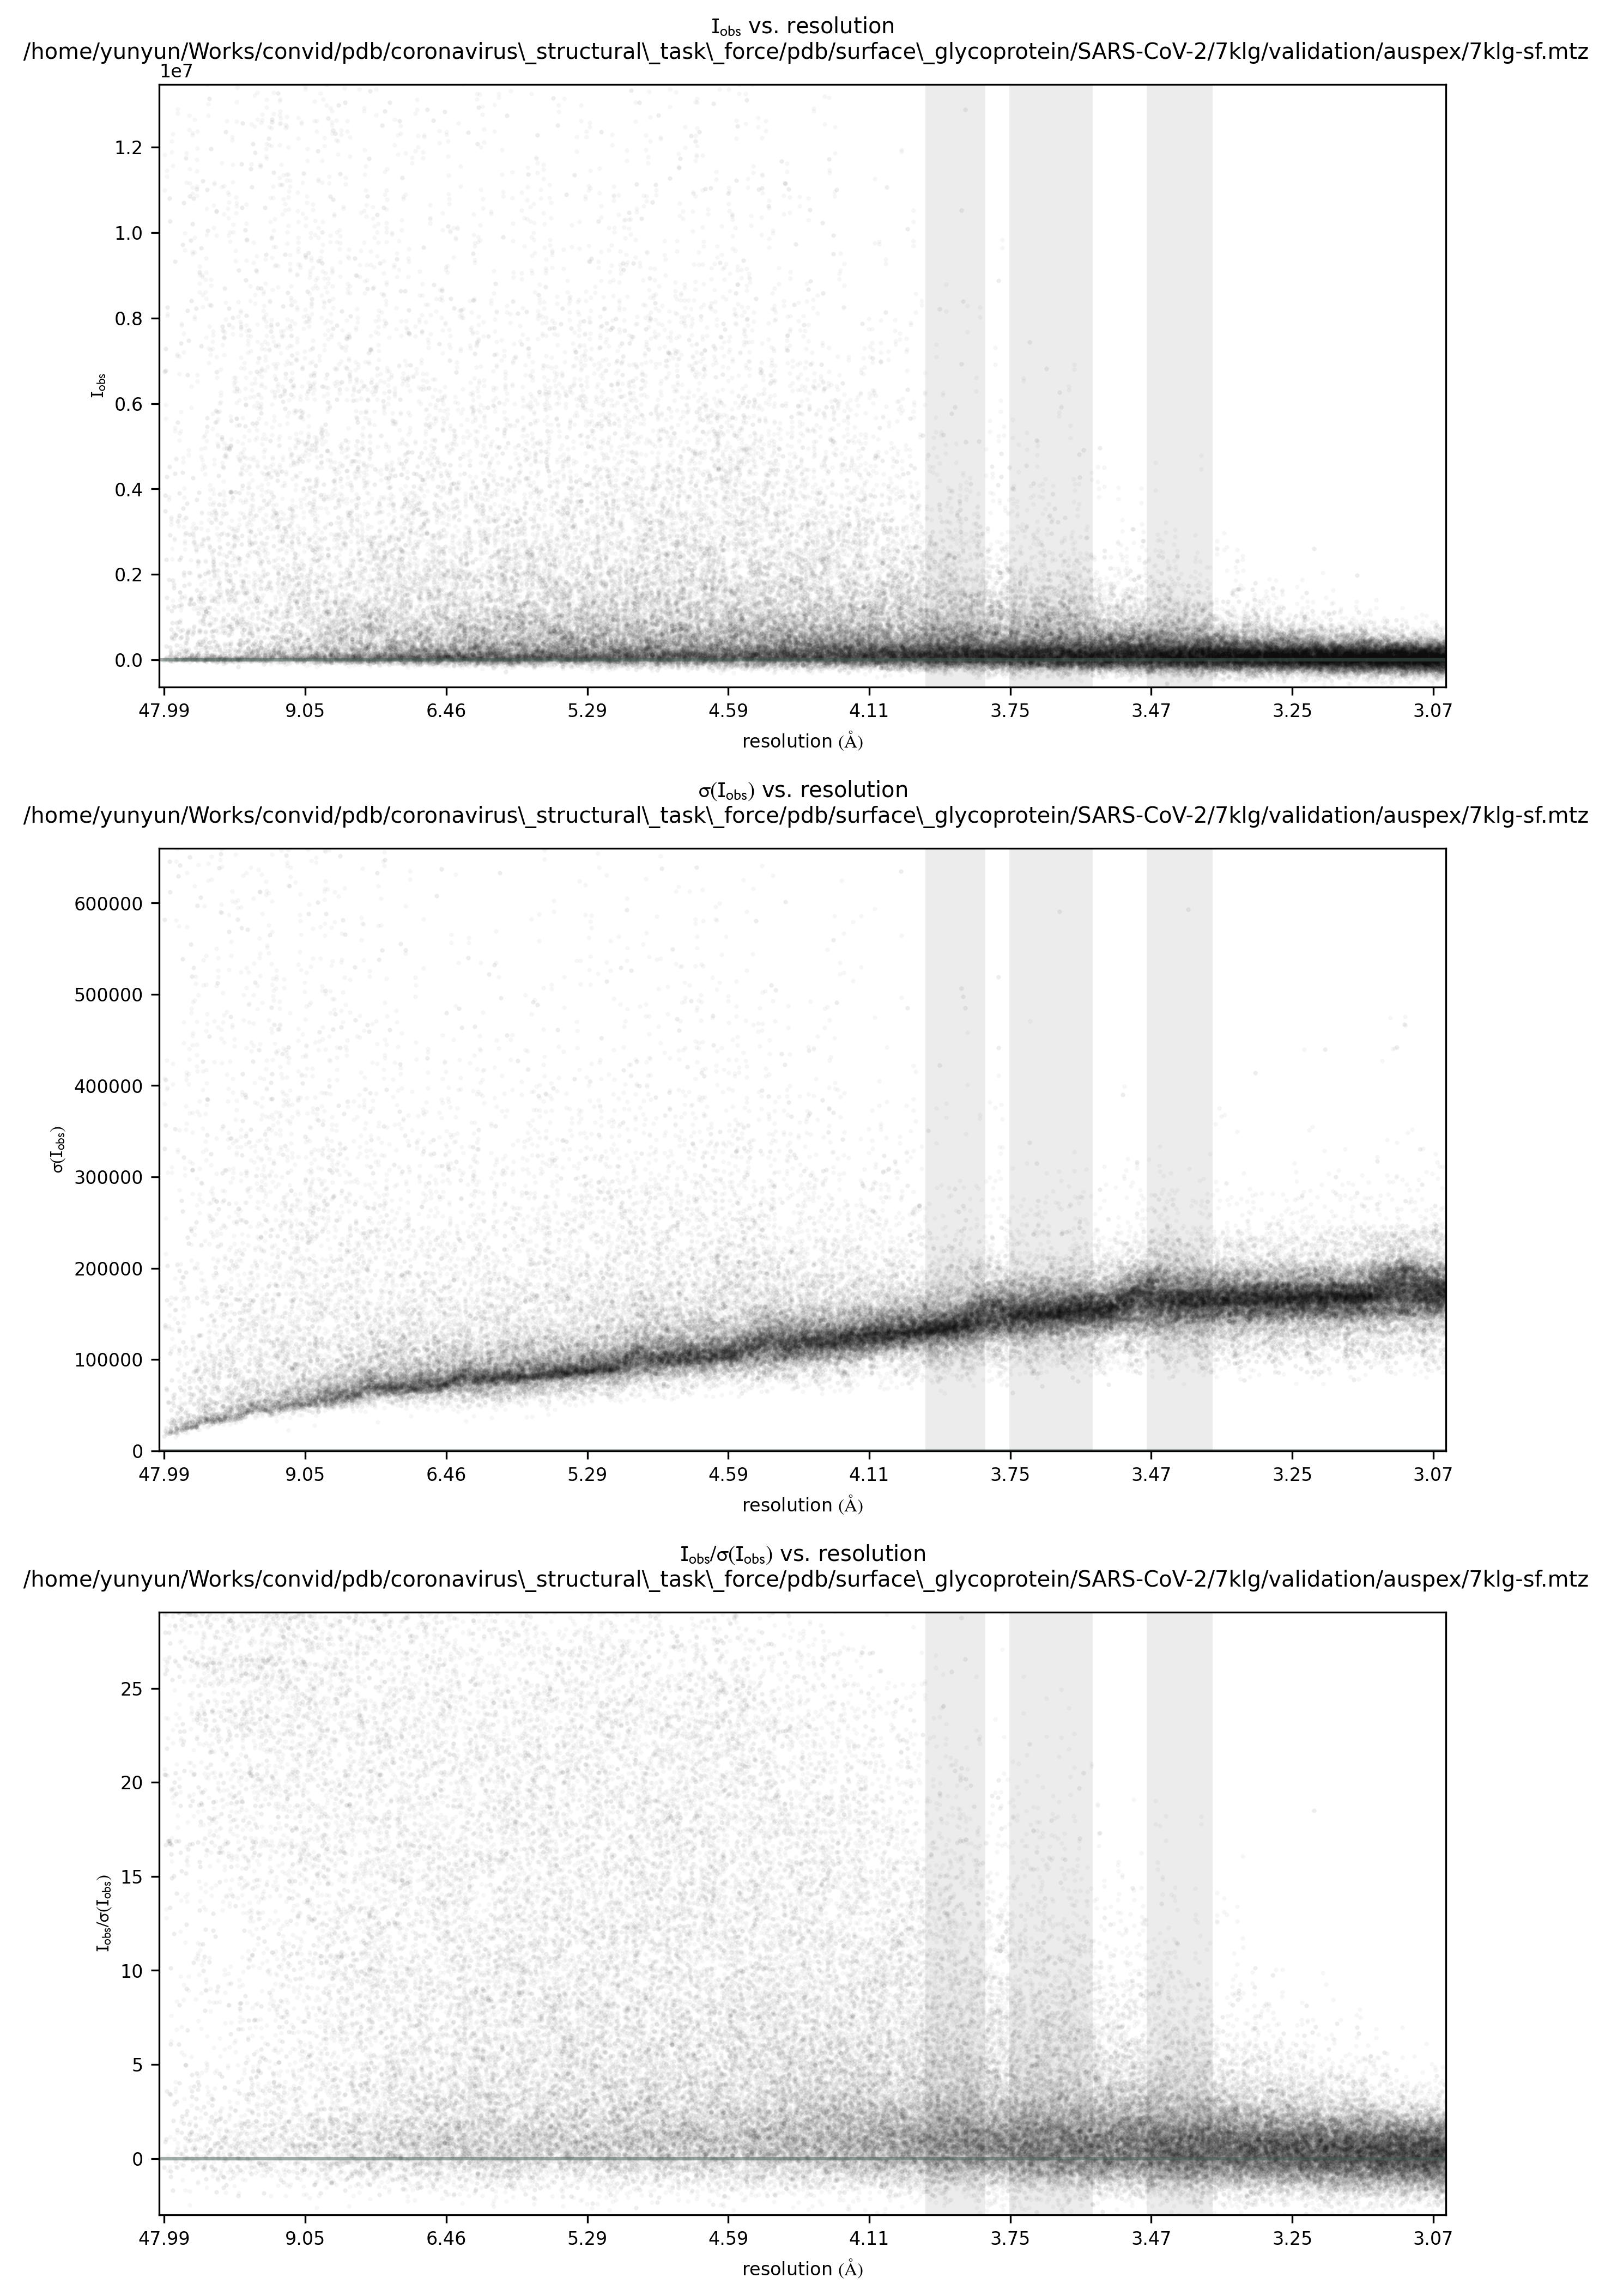 Iobs vs. resolution
/home/yunyun/Works/convid/pdb/coronavirus\_structural\_task\_force/pdb/surface\_glycoprotein/SARS-CoV-2/7klg/validation/auspex/7klg-sf.mtz
1e7
1.2
1.0
0.8
0.6
0.4
0.2
0.0
Iobs
47.99 9.05 6.46 5.29 4.59 4.11 3.75 3.47 3.25 3.07
resolution (Å)
σ(Iobs) vs. resolution
/home/yunyun/Works/convid/pdb/coronavirus\_structural\_task\_force/pdb/surface\_glycoprotein/SARS-CoV-2/7klg/validation/auspex/7klg-sf.mtz
600000
500000
400000
300000
200000
100000
0
σ(Iobs)
47.99 9.05 6.46 5.29 4.59 4.11 3.75 3.47 3.25 3.07
resolution (Å)
Iobs/σ(Iobs) vs. resolution
/home/yunyun/Works/convid/pdb/coronavirus\_structural\_task\_force/pdb/surface\_glycoprotein/SARS-CoV-2/7klg/validation/auspex/7klg-sf.mtz
25
20
15
10
5
0
Iobs/σ(Iobs)
47.99 9.05 6.46 5.29 4.59 4.11 3.75 3.47 3.25 3.07
resolution (Å)